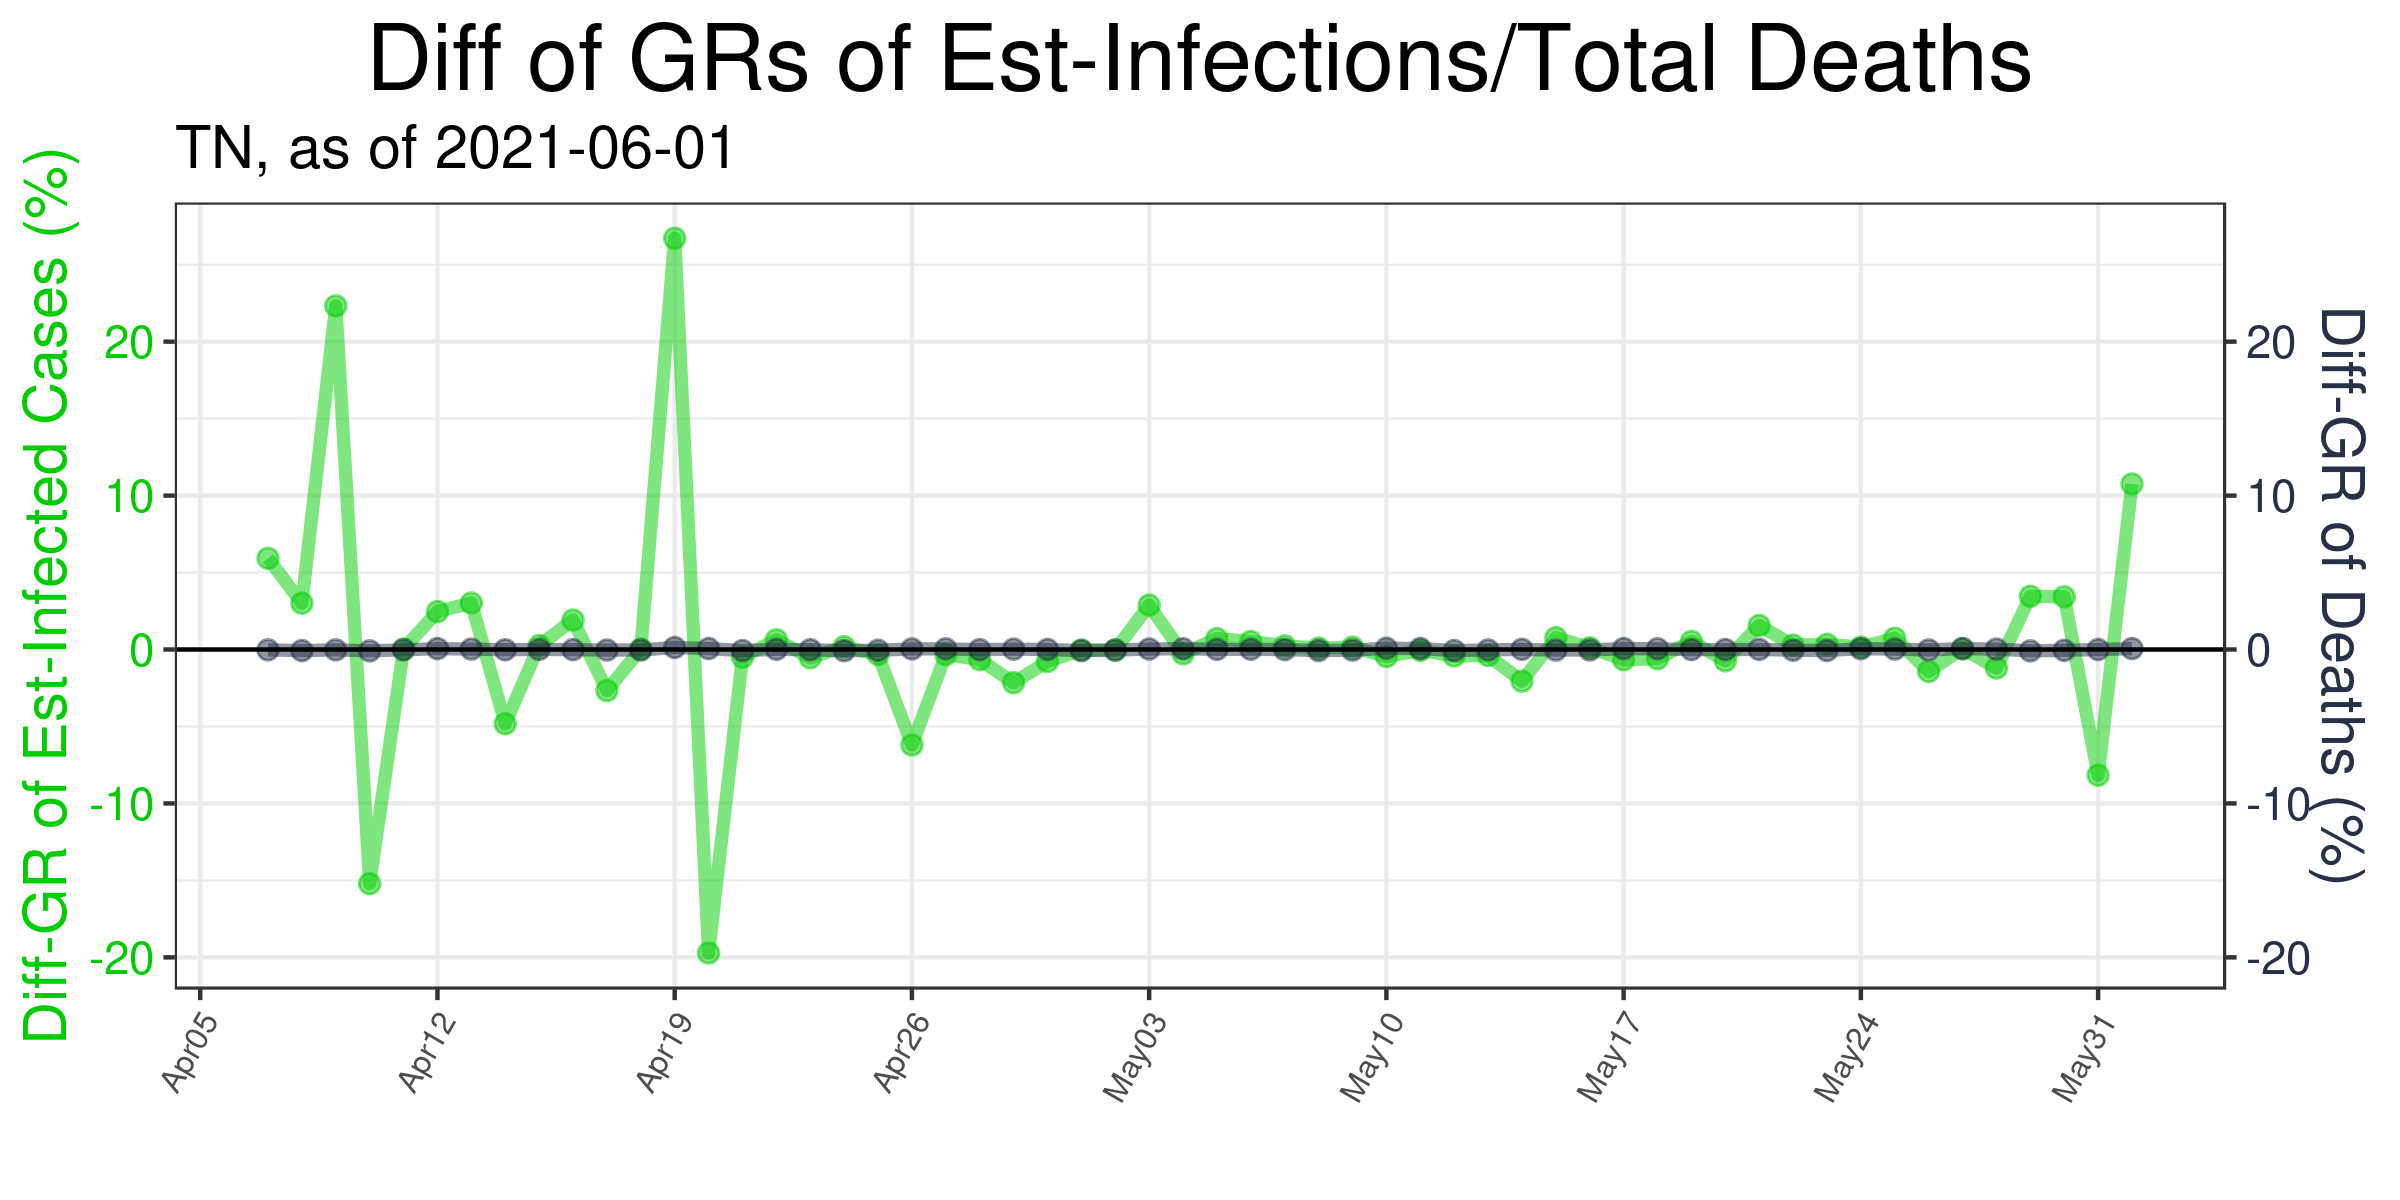 Diff of GRs of Est-Infections/Total Deaths
TN, as of 2021-06-01
Diff-GR of Est-Infected Cases (%)
20
10
0
-10
-20
20
10
0
-10
-20
Diff-GR of Deaths (%)
Apr05
Apr12
Apr19
Apr26
May03
May10
May17
May24
May31